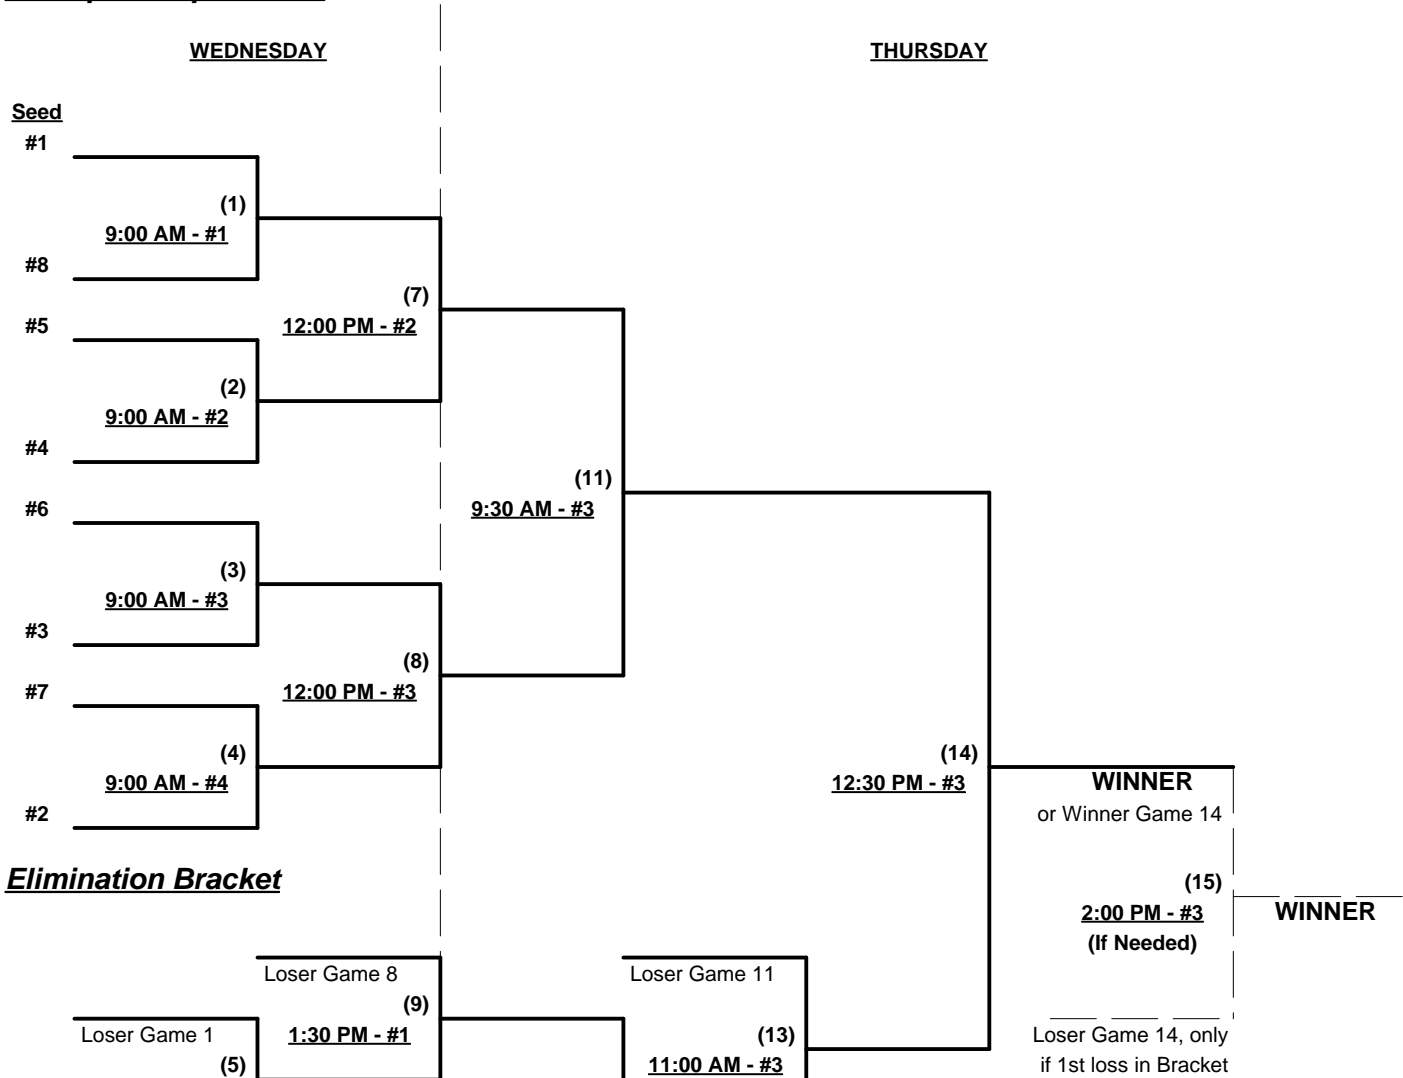 WEDNESDAY
THURSDAY
Seed
#1
(1)
9:00 AM - #1
#8
(7)
12:00 PM - #2
#5
(2)
9:00 AM - #2
#4
(11)
9:30 AM - #3
#6
(3)
9:00 AM - #3
#3
(8)
12:00 PM - #3
#7
(4)
9:00 AM - #4
#2
(14)
12:30 PM - #3
WINNER
or Winner Game 14
Elimination Bracket
(15)
2:00 PM - #3
(If Needed)
WINNER
Loser Game 8
Loser Game 11
(9)
1:30 PM - #1
Loser Game 1
(5)
(13)
11:00 AM - #3
Loser Game 14, only
if 1st loss in Bracket